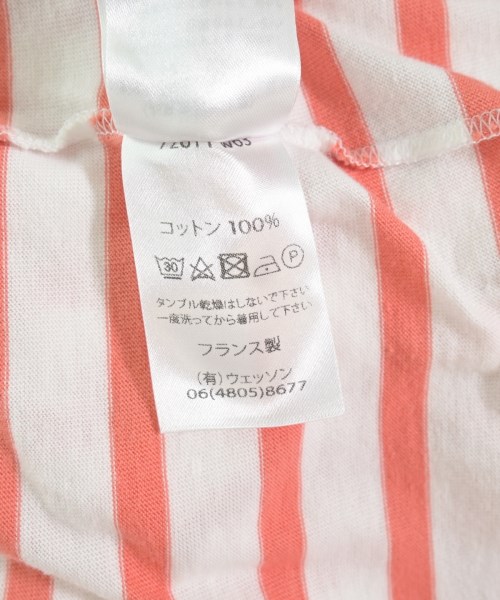 コットン 100%
30 P
タンブル乾燥はしないで下さい
一度洗ってから着用して下さい
フランス製
(有) ウェッソン
06(4805)8677